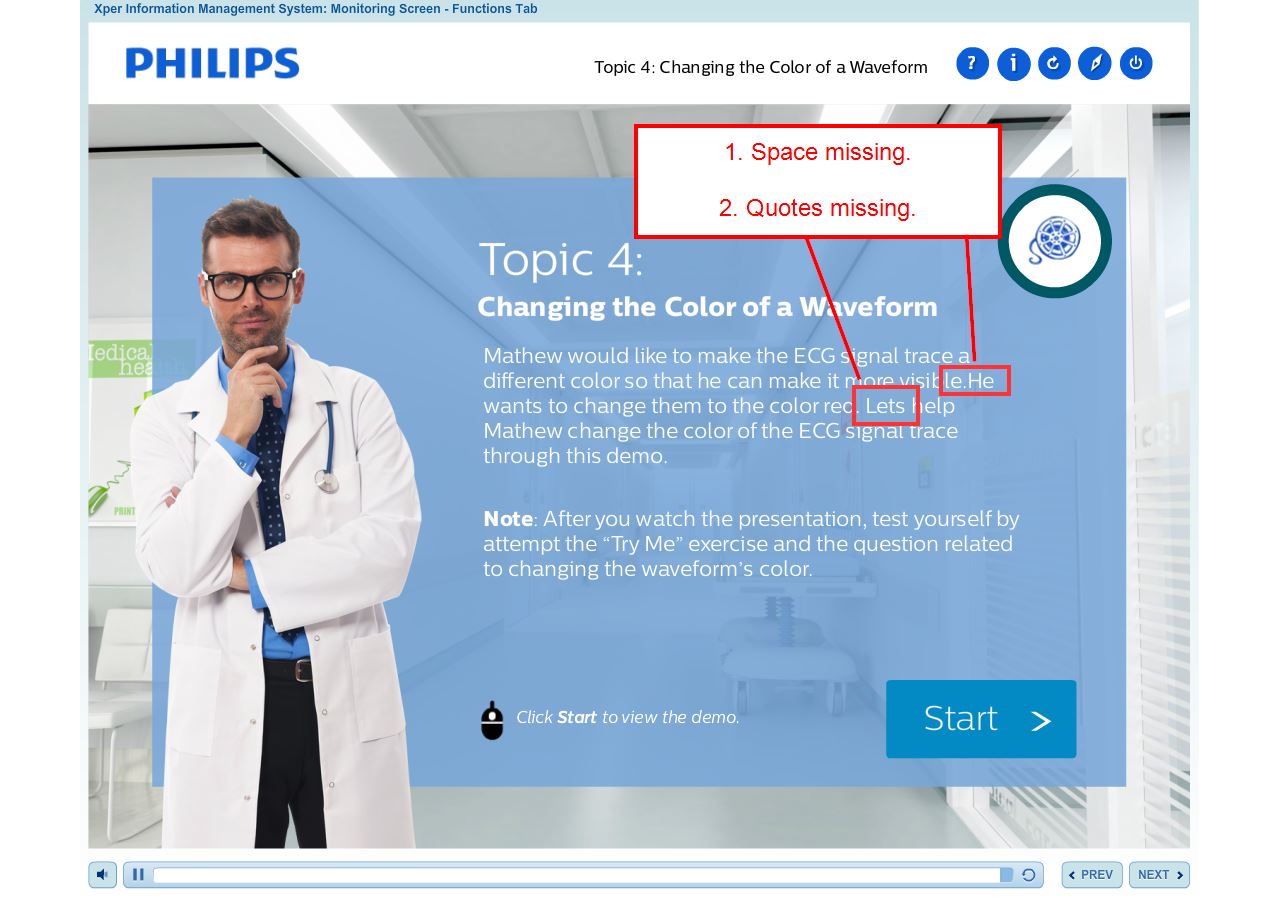 Xper Information Management System: Monitoring Screen - Functions Tab
PHILIPS
Topic 4: Changing the Color of a Waveform
? i
1. Space missing.
2. Quotes missing.
Topic 4:
Changing the Color of a Waveform
Mathew would like to make the ECG signal trace a
different color so that he can make it more visible.He
wants to change them to the color red. Lets help
Mathew change the color of the ECG signal trace
through this demo.
Note: After you watch the presentation, test yourself by
attempt the “Try Me” exercise and the question related
to changing the waveform’s color.
Click Start to view the demo.
Start >
Medical
health
PRINT
PREV
NEXT